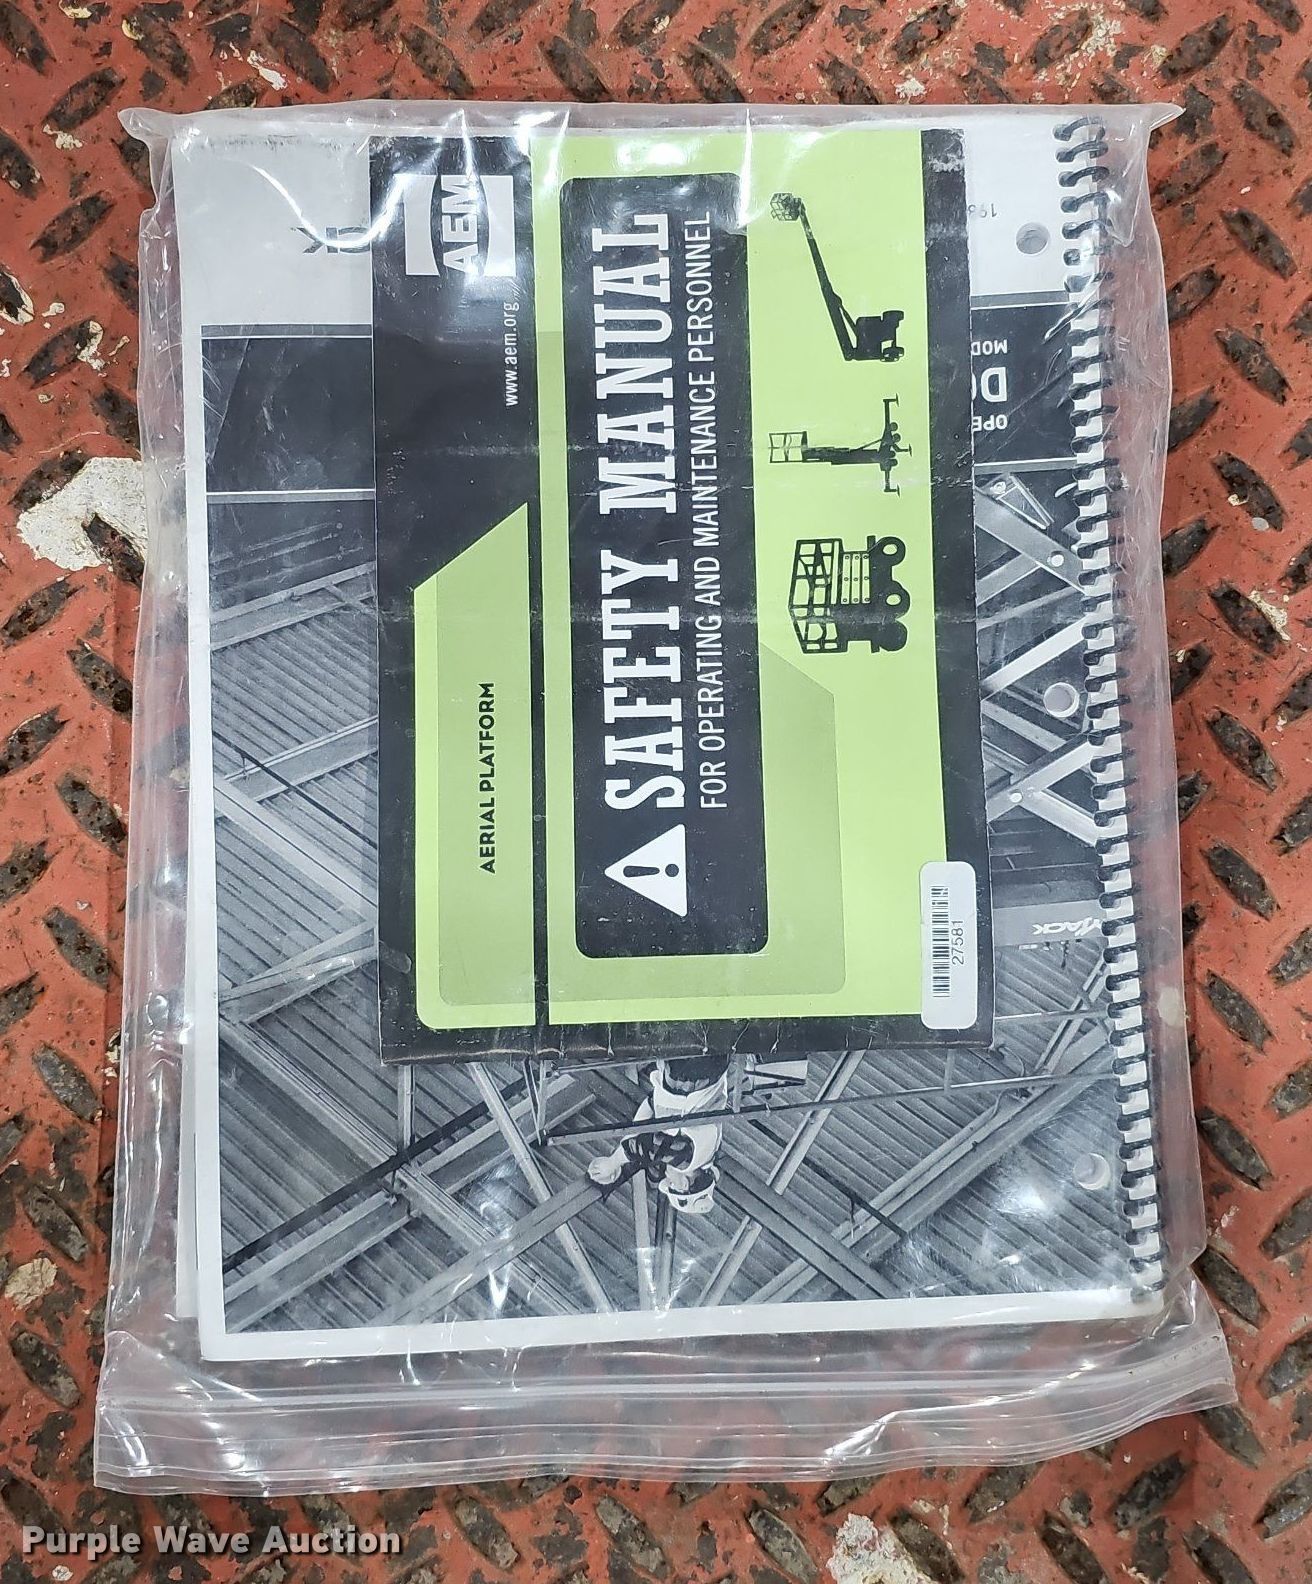 AEM
www.aem.org
AERIAL PLATFORM
SAFETY MANUAL
FOR OPERATING AND MAINTENANCE PERSONNEL
27581
Purple Wave Auction